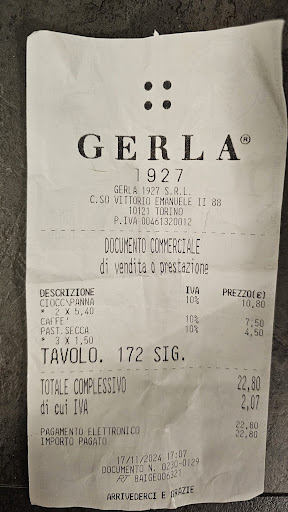 GERLA®
1927
GERLA 1927 S.R.L.
C.SO VITTORIO EMANUELE II 88
10121 TORINO
P.IVA 00461320012
DOCUMENTO COMMERCIALE
di vendita o prestazione
DESCRIZIONE IVA PREZZO(€)
CIOCC\PANNA 10% 10,80
* 2 X 5,40
CAFFE' 10% 7,50
PAST.SECCA 10% 4,50
* 3 X 1,50
TAVOLO. 172 SIG.
TOTALE COMPLESSIVO 22,80
di cui IVA 2,07
PAGAMENTO ELETTRONICO 22,80
IMPORTO PAGATO 22,80
17/11/2024 17:07
DOCUMENTO N. 0230-0129
RT BAIGE006321
ARRIVEDERCI E GRAZIE